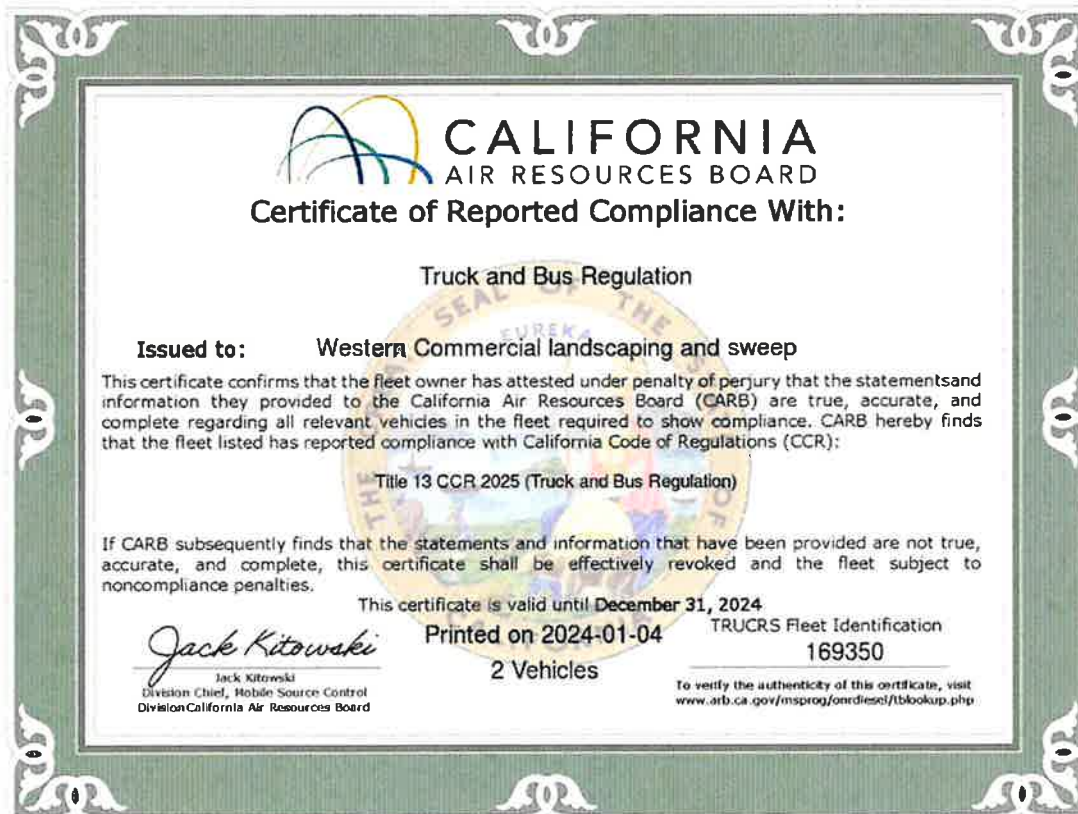 CALIFORNIA
AIR RESOURCES BOARD
Certificate of Reported Compliance With:
Truck and Bus Regulation
THE SEAL OF THE OF
EUREKA
Issued to: Western Commercial landscaping and sweep
This certificate confirms that the fleet owner has attested under penalty of perjury that the statementsand
information they provided to the California Air Resources Board (CARB) are true, accurate, and
complete regarding all relevant vehicles in the fleet required to show compliance. CARB hereby finds
that the fleet listed has reported compliance with California Code of Regulations (CCR):
Title 13 CCR 2025 (Truck and Bus Regulation)
If CARB subsequently finds that the statements and information that have been provided are not true,
accurate, and complete, this certificate shall be effectively revoked and the fleet subject to
noncompliance penalties.
This certificate is valid until December 31, 2024
Jack Kitowski
Printed on 2024-01-04
TRUCRS Fleet Identification
169350
2 Vehicles
Jack Kitowski
Division Chief, Mobile Source Control
DivisionCalifornia Air Resources Board
To verify the authenticity of this certificate, visit
www.arb.ca.gov/msprog/onrdiesel/tblookup.php